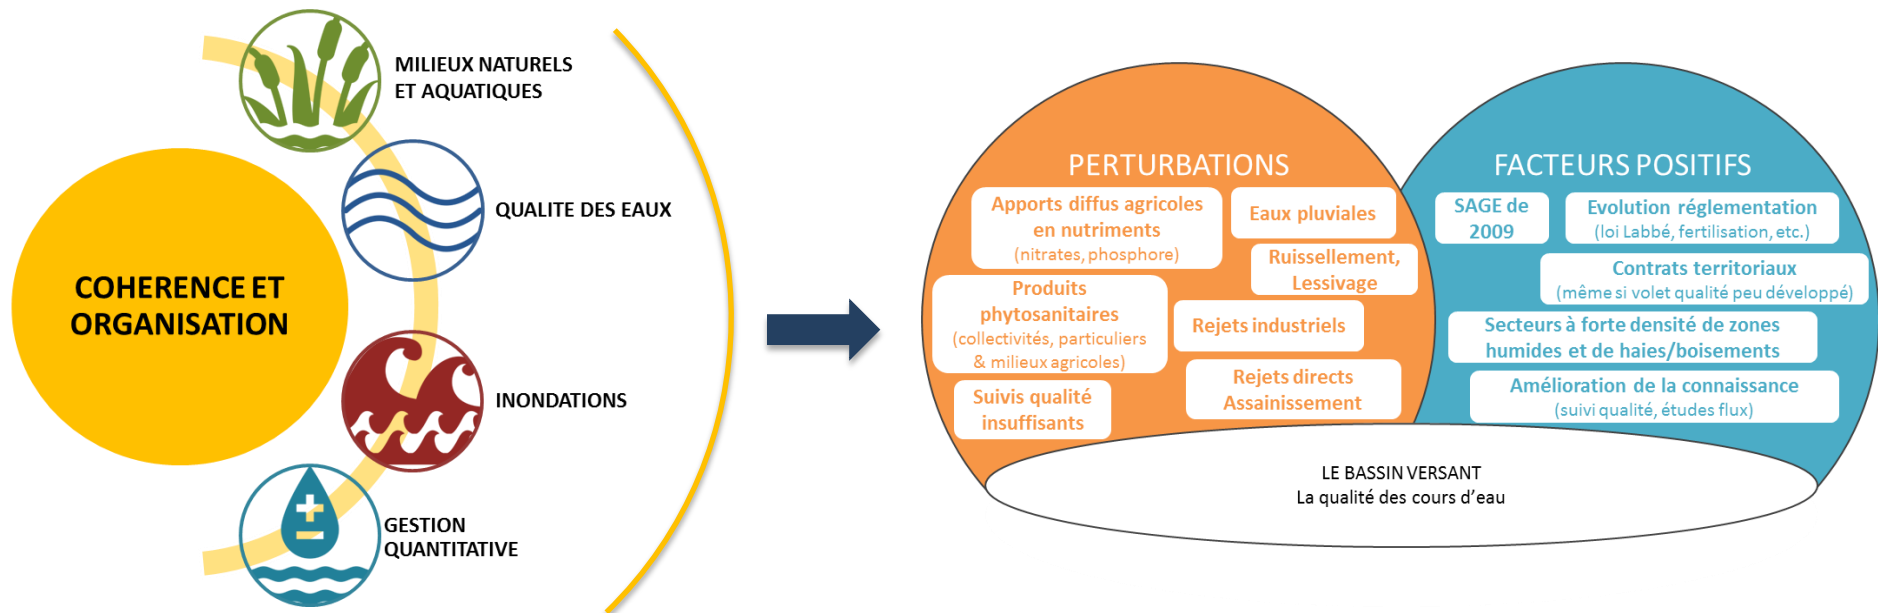 MILIEUX NATURELS
ET AQUATIQUES
QUALITE DES EAUX
COHERENCE ET
ORGANISATION
INONDATIONS
GESTION
QUANTITATIVE
PERTURBATIONS
Apports diffus agricoles
en nutriments
(nitrates, phosphore)
Eaux pluviales
Ruissellement,
Lessivage
Produits
phytosanitaires
(collectivités, particuliers
& milieux agricoles)
Rejets industriels
Suivis qualité
insuffisants
Rejets directs
Assainissement
FACTEURS POSITIFS
SAGE de
2009
Evolution réglementation
(loi Labbé, fertilisation, etc.)
Contrats territoriaux
(même si volet qualité peu développé)
Secteurs à forte densité de zones
humides et de haies/boisements
Amélioration de la connaissance
(suivi qualité, études flux)
LE BASSIN VERSANT
La qualité des cours d’eau